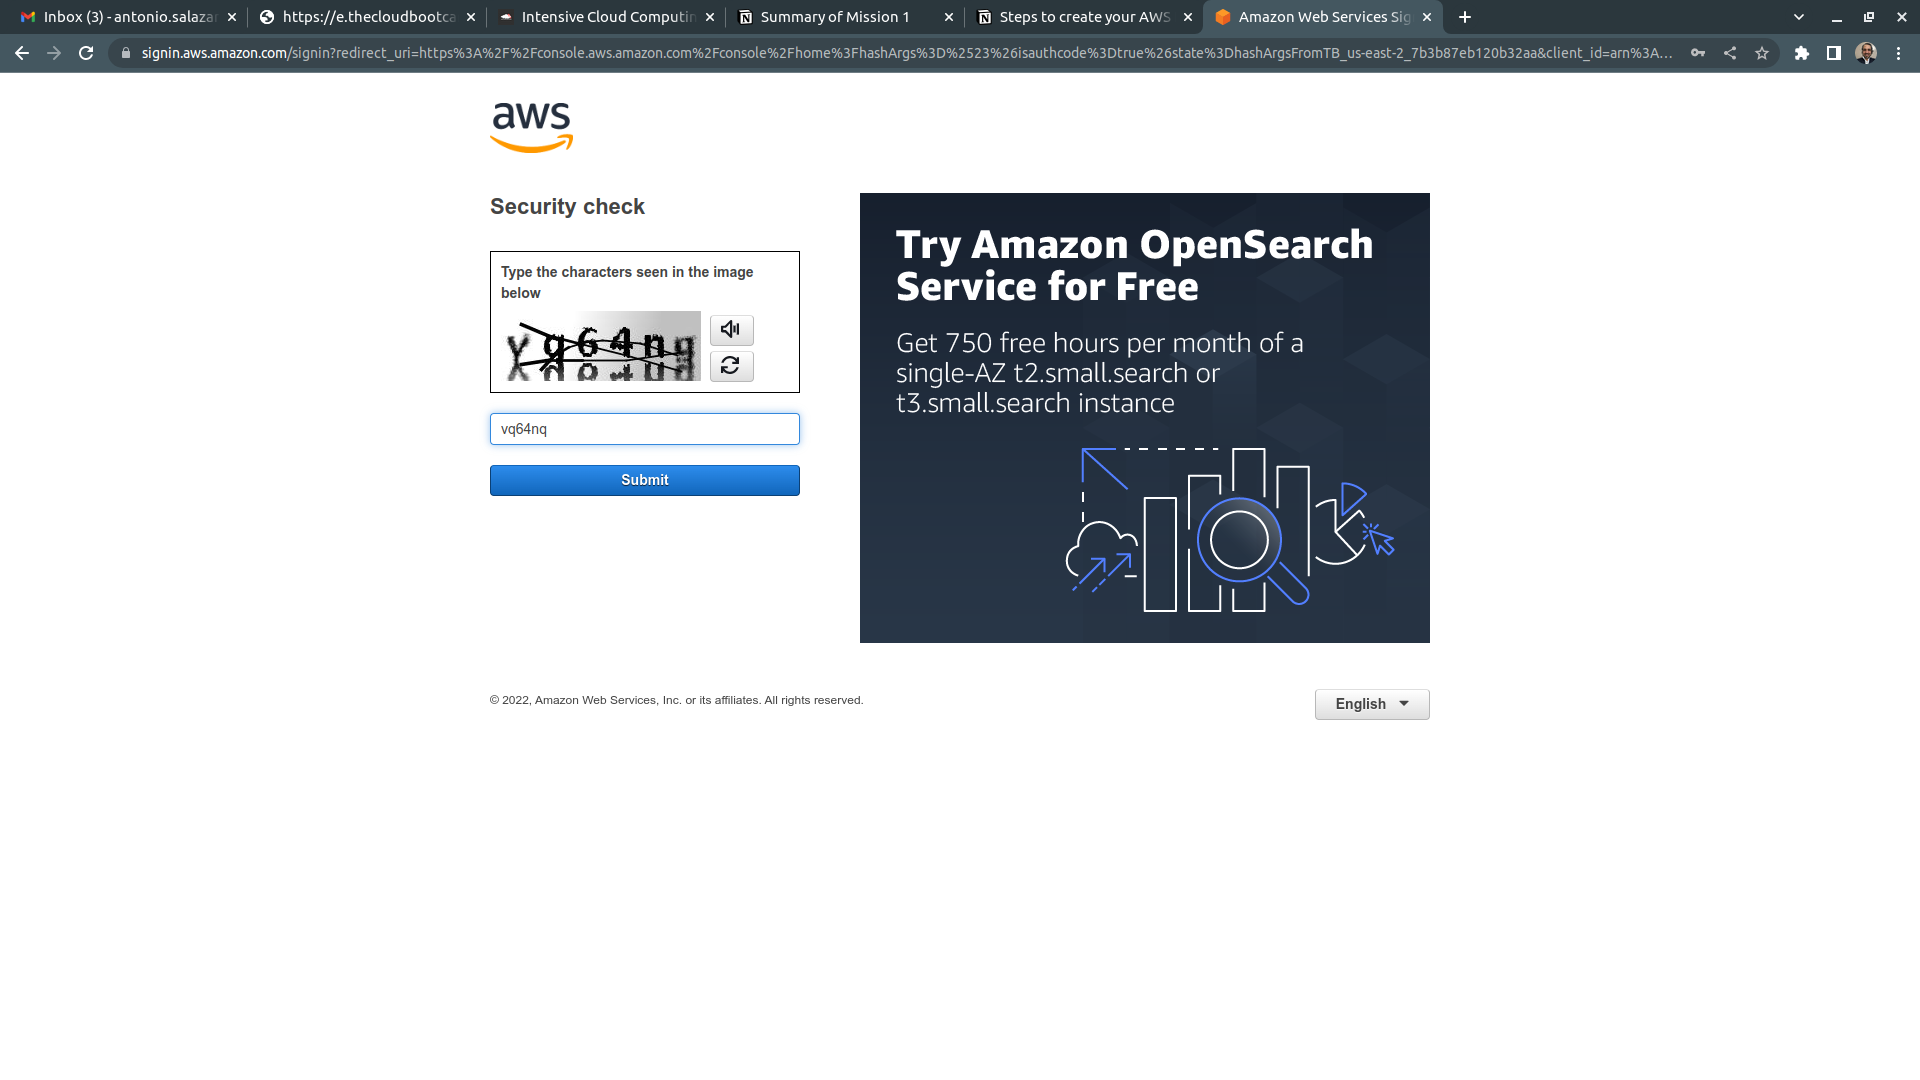 Inbox (3) - antonio.salazar
https://e.thecloudbootca
Intensive Cloud Computin
Summary of Mission 1
Steps to create your AWS
Amazon Web Services Sig
signin.aws.amazon.com/signin?redirect_uri=https%3A%2F%2Fconsole.aws.amazon.com%2Fconsole%2Fhome%3FhashArgs%3D%2523%26isauthcode%3Dtrue%26state%3DhashArgsFromTB_us-east-2_7b3b87eb120b32aa&client_id=arn%3A...
aws
Security check
Type the characters seen in the image
below
vq64nq
Submit
Try Amazon OpenSearch
Service for Free
Get 750 free hours per month of a
single-AZ t2.small.search or
t3.small.search instance
© 2022, Amazon Web Services, Inc. or its affiliates. All rights reserved.
English